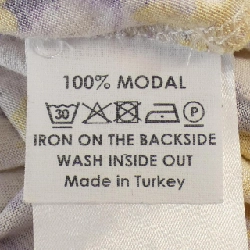 100% MODAL
30 P
IRON ON THE BACKSIDE
WASH INSIDE OUT
Made in Turkey